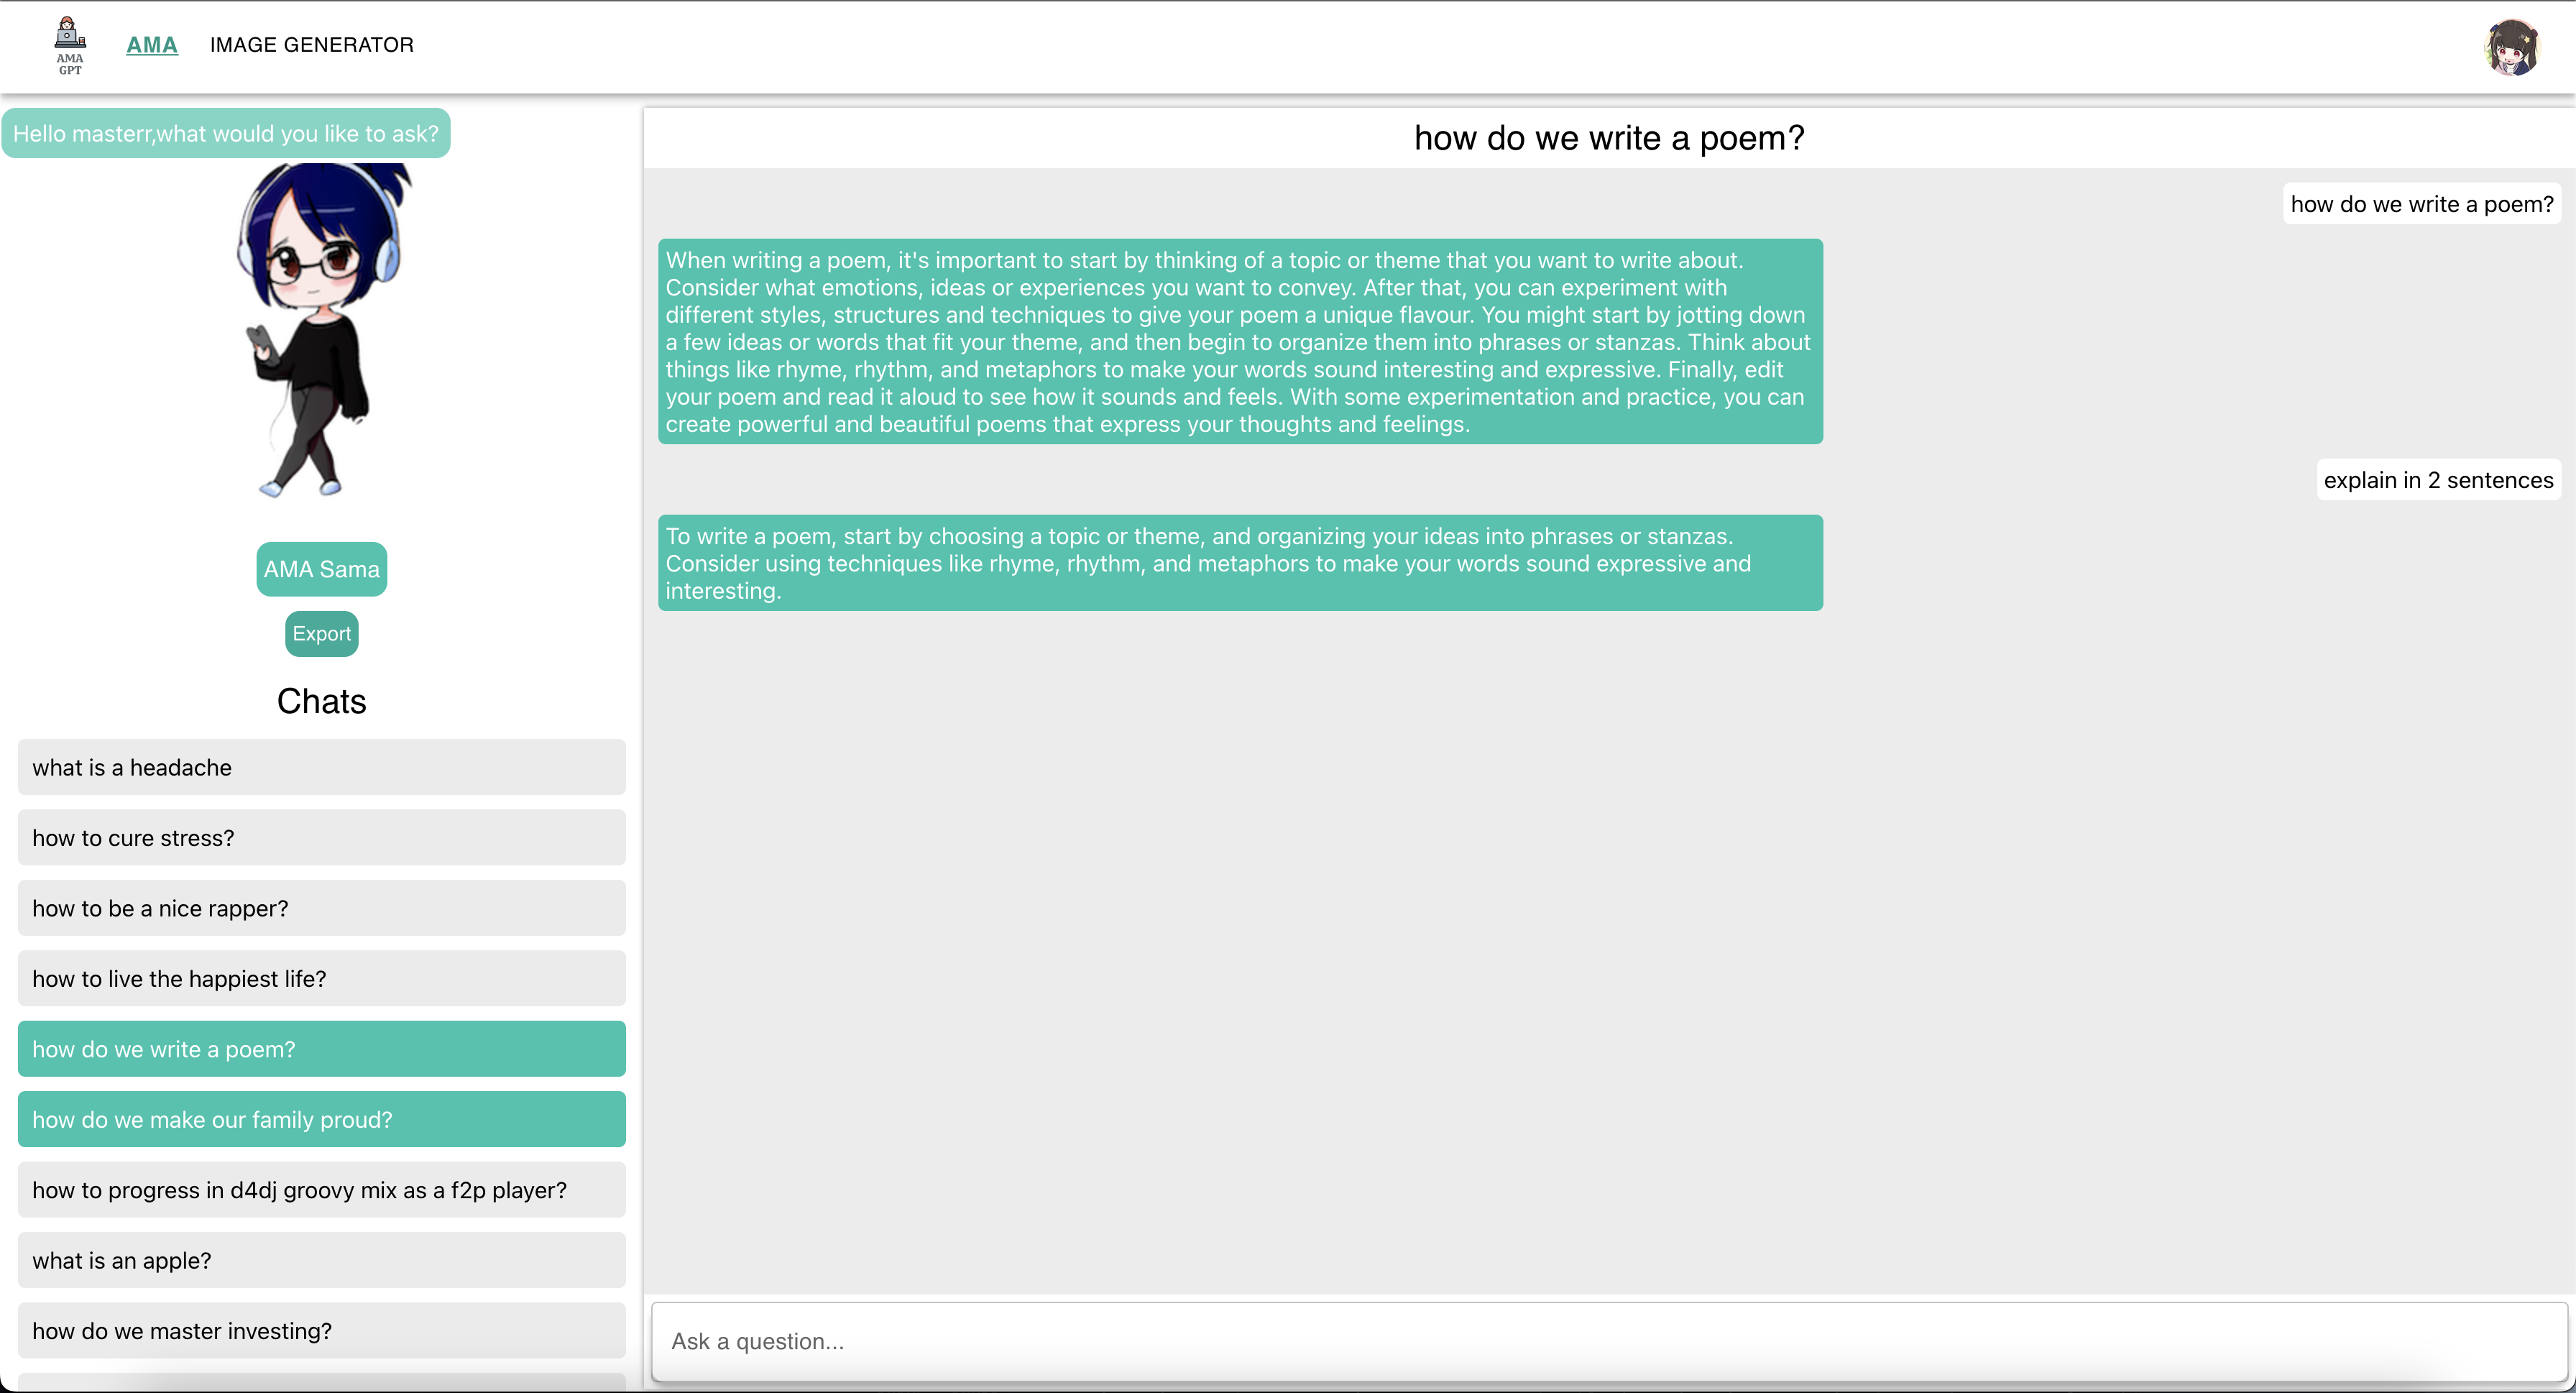 AMA
GPT
AMA
IMAGE GENERATOR
Hello masterr,what would you like to ask?
AMA Sama
Export
Chats
what is a headache
how to cure stress?
how to be a nice rapper?
how to live the happiest life?
how do we write a poem?
how do we make our family proud?
how to progress in d4dj groovy mix as a f2p player?
what is an apple?
how do we master investing?
how do we write a poem?
how do we write a poem?
When writing a poem, it's important to start by thinking of a topic or theme that you want to write about.
Consider what emotions, ideas or experiences you want to convey. After that, you can experiment with
different styles, structures and techniques to give your poem a unique flavour. You might start by jotting down
a few ideas or words that fit your theme, and then begin to organize them into phrases or stanzas. Think about
things like rhyme, rhythm, and metaphors to make your words sound interesting and expressive. Finally, edit
your poem and read it aloud to see how it sounds and feels. With some experimentation and practice, you can
create powerful and beautiful poems that express your thoughts and feelings.
explain in 2 sentences
To write a poem, start by choosing a topic or theme, and organizing your ideas into phrases or stanzas.
Consider using techniques like rhyme, rhythm, and metaphors to make your words sound expressive and
interesting.
Ask a question...